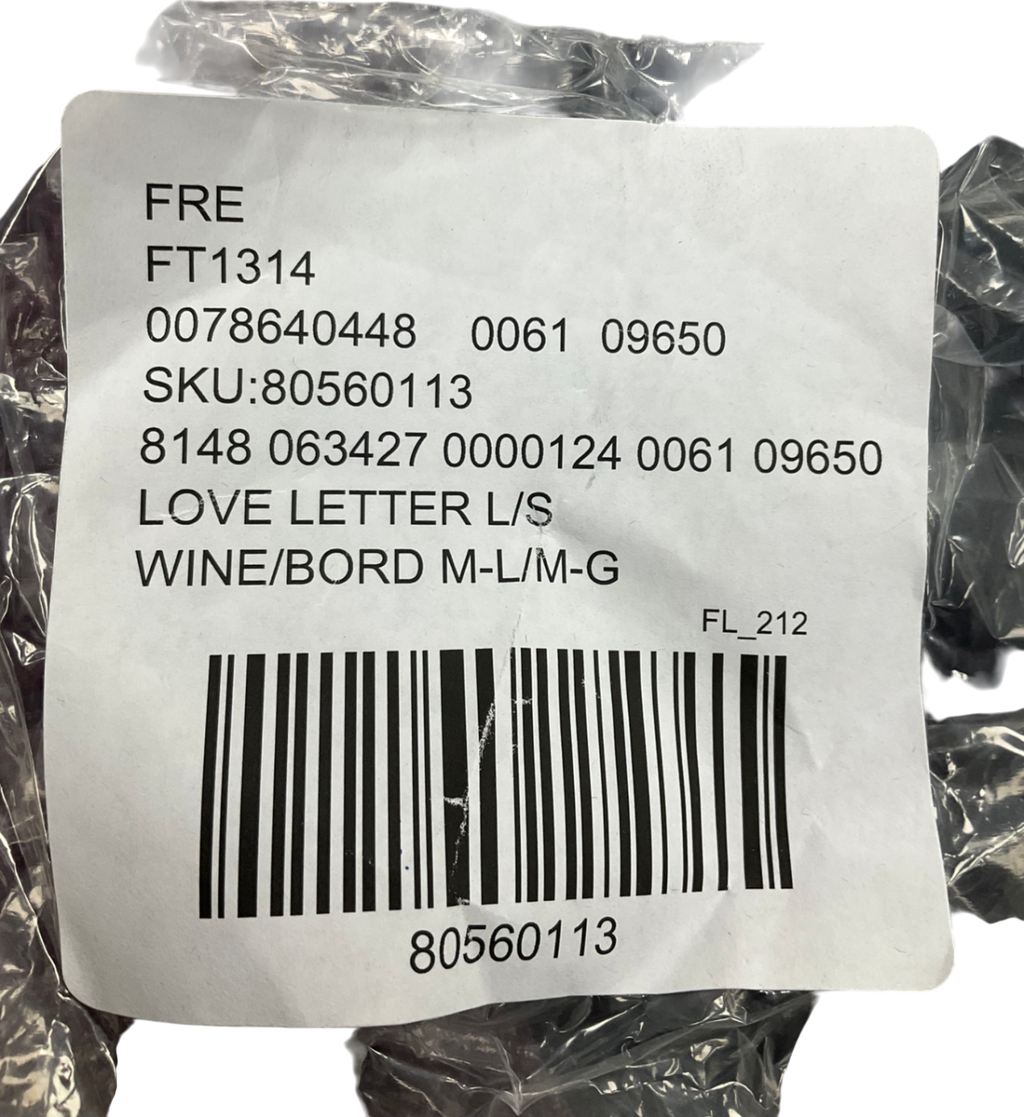 FRE
FT1314
0078640448 0061 09650
SKU:80560113
8148 063427 0000124 0061 09650
LOVE LETTER L/S
WINE/BORD M-L/M-G
FL_212
80560113